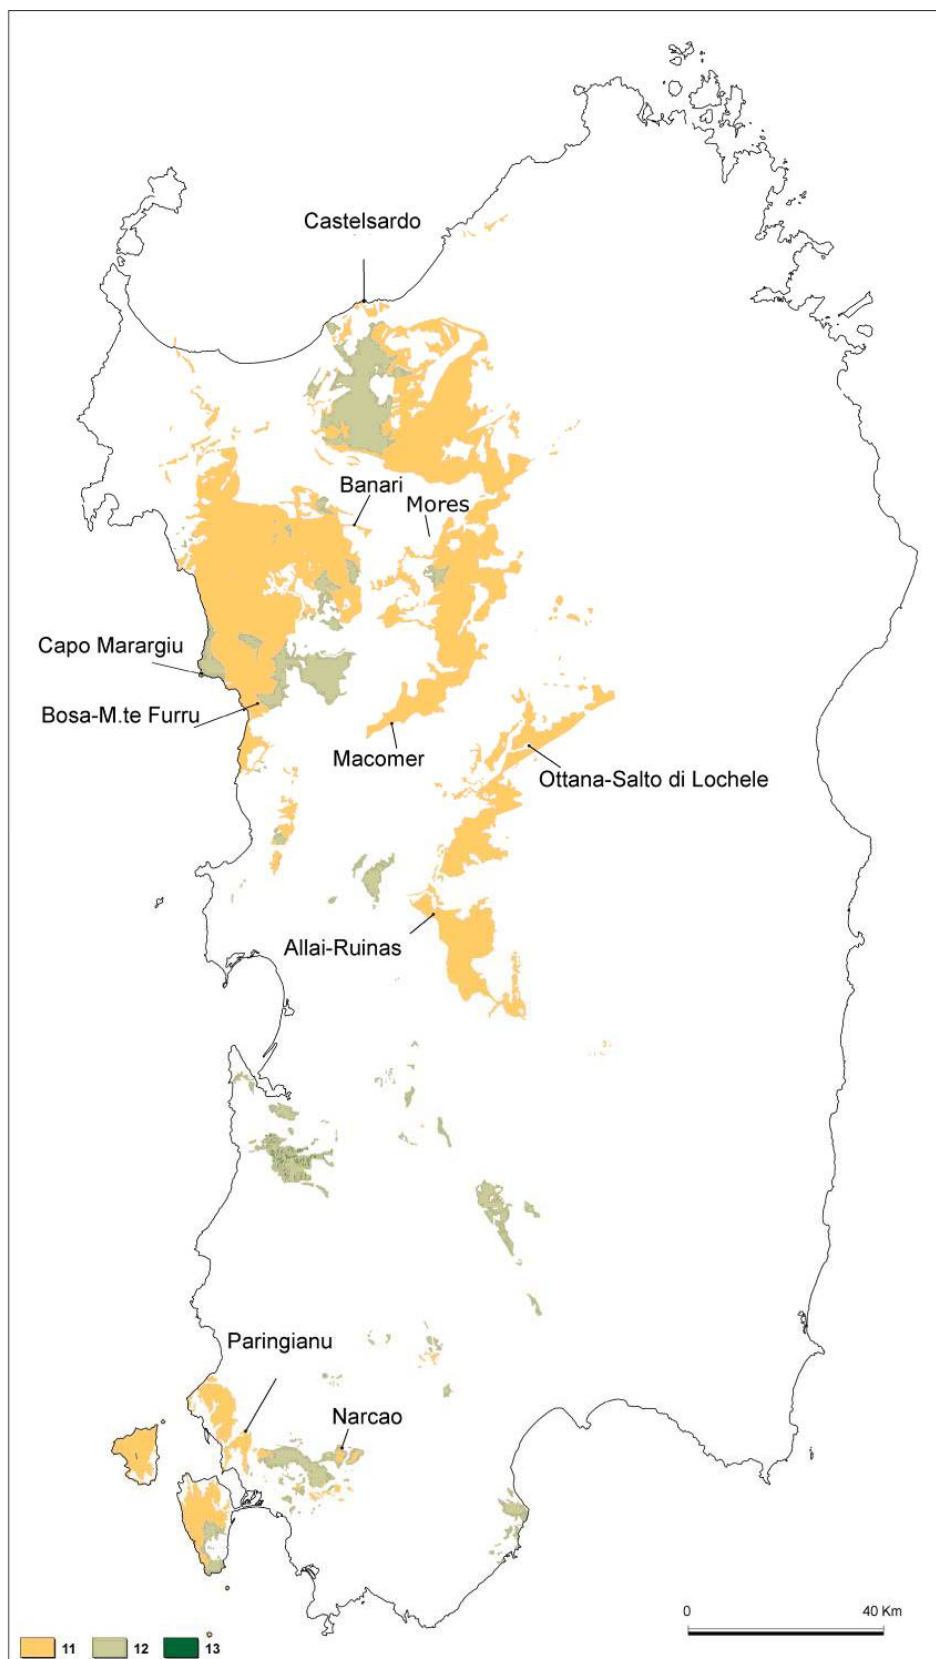 Castelsardo
Banari
Mores
Capo Marargiu
Bosa-M.te Furru
Macomer
Ottana-Salto di Lochele
Allai-Ruinas
Paringianu
Narcao
0 40 Km
11 12 13